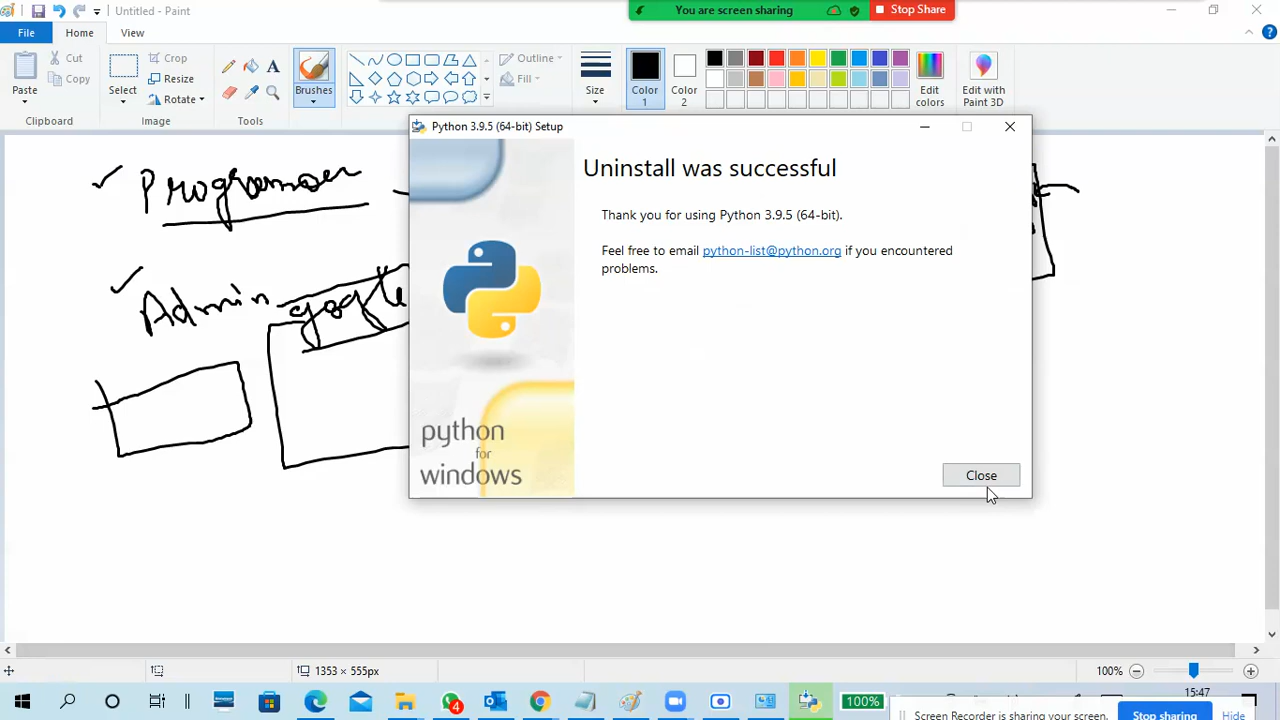 Untitled - Paint
You are screen sharing
Stop Share
File
Home
View
Paste
Cut
Copy
Clipboard
Select
Crop
Resize
Rotate
Image
Tools
Brushes
Shapes
Outline
Fill
Size
Color 1
Color 2
Colors
Edit colors
Edit with Paint 3D
Python 3.9.5 (64-bit) Setup
Uninstall was successful
Thank you for using Python 3.9.5 (64-bit).
Feel free to email python-list@python.org if you encountered
problems.
python
for
windows
Close
Programmer
Admin
1353 × 555px
100%
4
100%
15:47
Screen Recorder is sharing your screen.
Stop sharing
Hide